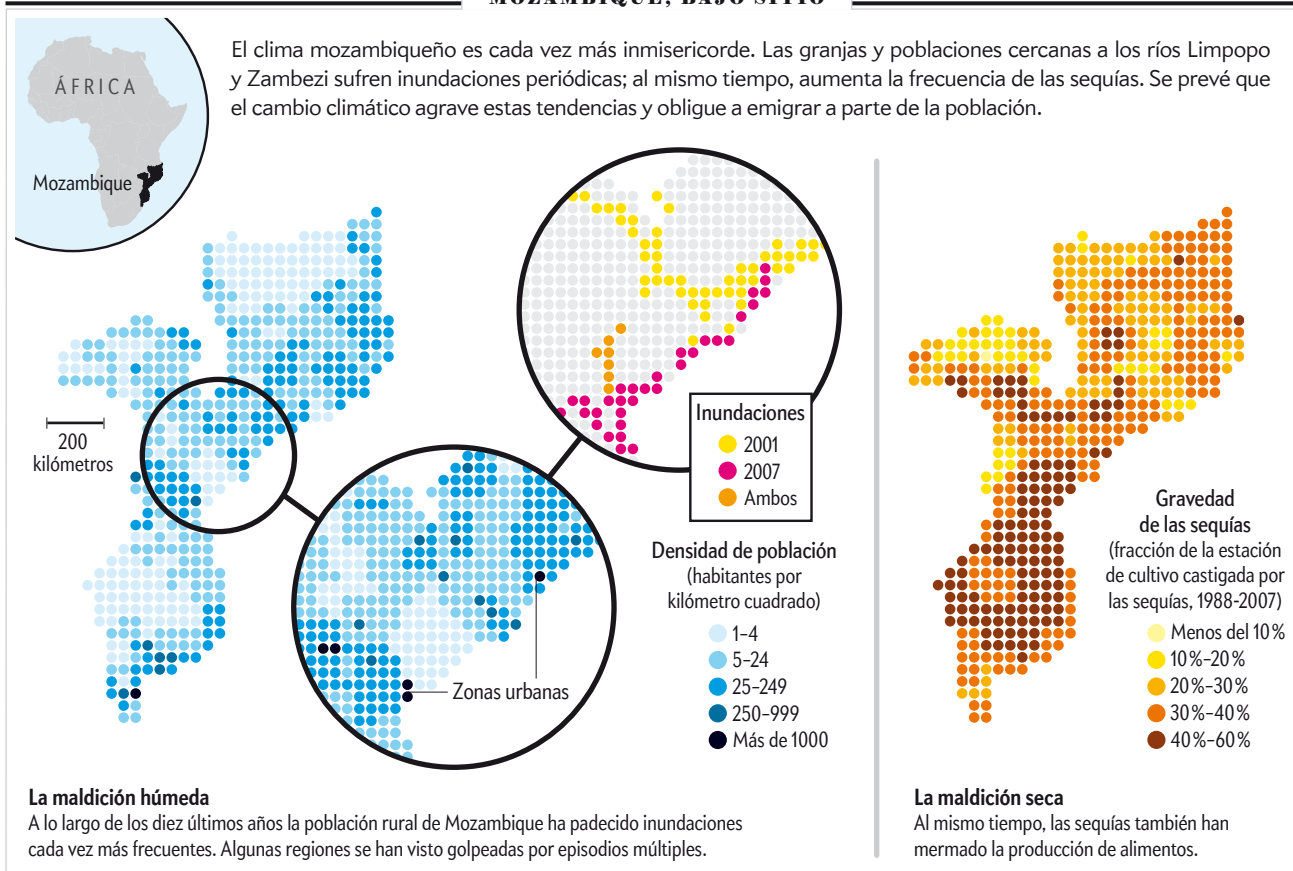 MOZAMBIQUE, BAJO SITIO
El clima mozambiqueño es cada vez más inmisericorde. Las granjas y poblaciones cercanas a los ríos Limpopo
y Zambezi sufren inundaciones periódicas; al mismo tiempo, aumenta la frecuencia de las sequías. Se prevé que
el cambio climático agrave estas tendencias y obligue a emigrar a parte de la población.
ÁFRICA
Mozambique
200
kilómetros
Inundaciones
2001
2007
Ambos
Densidad de población
(habitantes por
kilómetro cuadrado)
1–4
5–24
25–249
250–999
Más de 1000
Zonas urbanas
La maldición húmeda
A lo largo de los diez últimos años la población rural de Mozambique ha padecido inundaciones
cada vez más frecuentes. Algunas regiones se han visto golpeadas por episodios múltiples.
Gravedad
de las sequías
(fracción de la estación
de cultivo castigada por
las sequías, 1988-2007)
Menos del 10%
10%–20%
20%–30%
30%–40%
40%–60%
La maldición seca
Al mismo tiempo, las sequías también han
mermado la producción de alimentos.